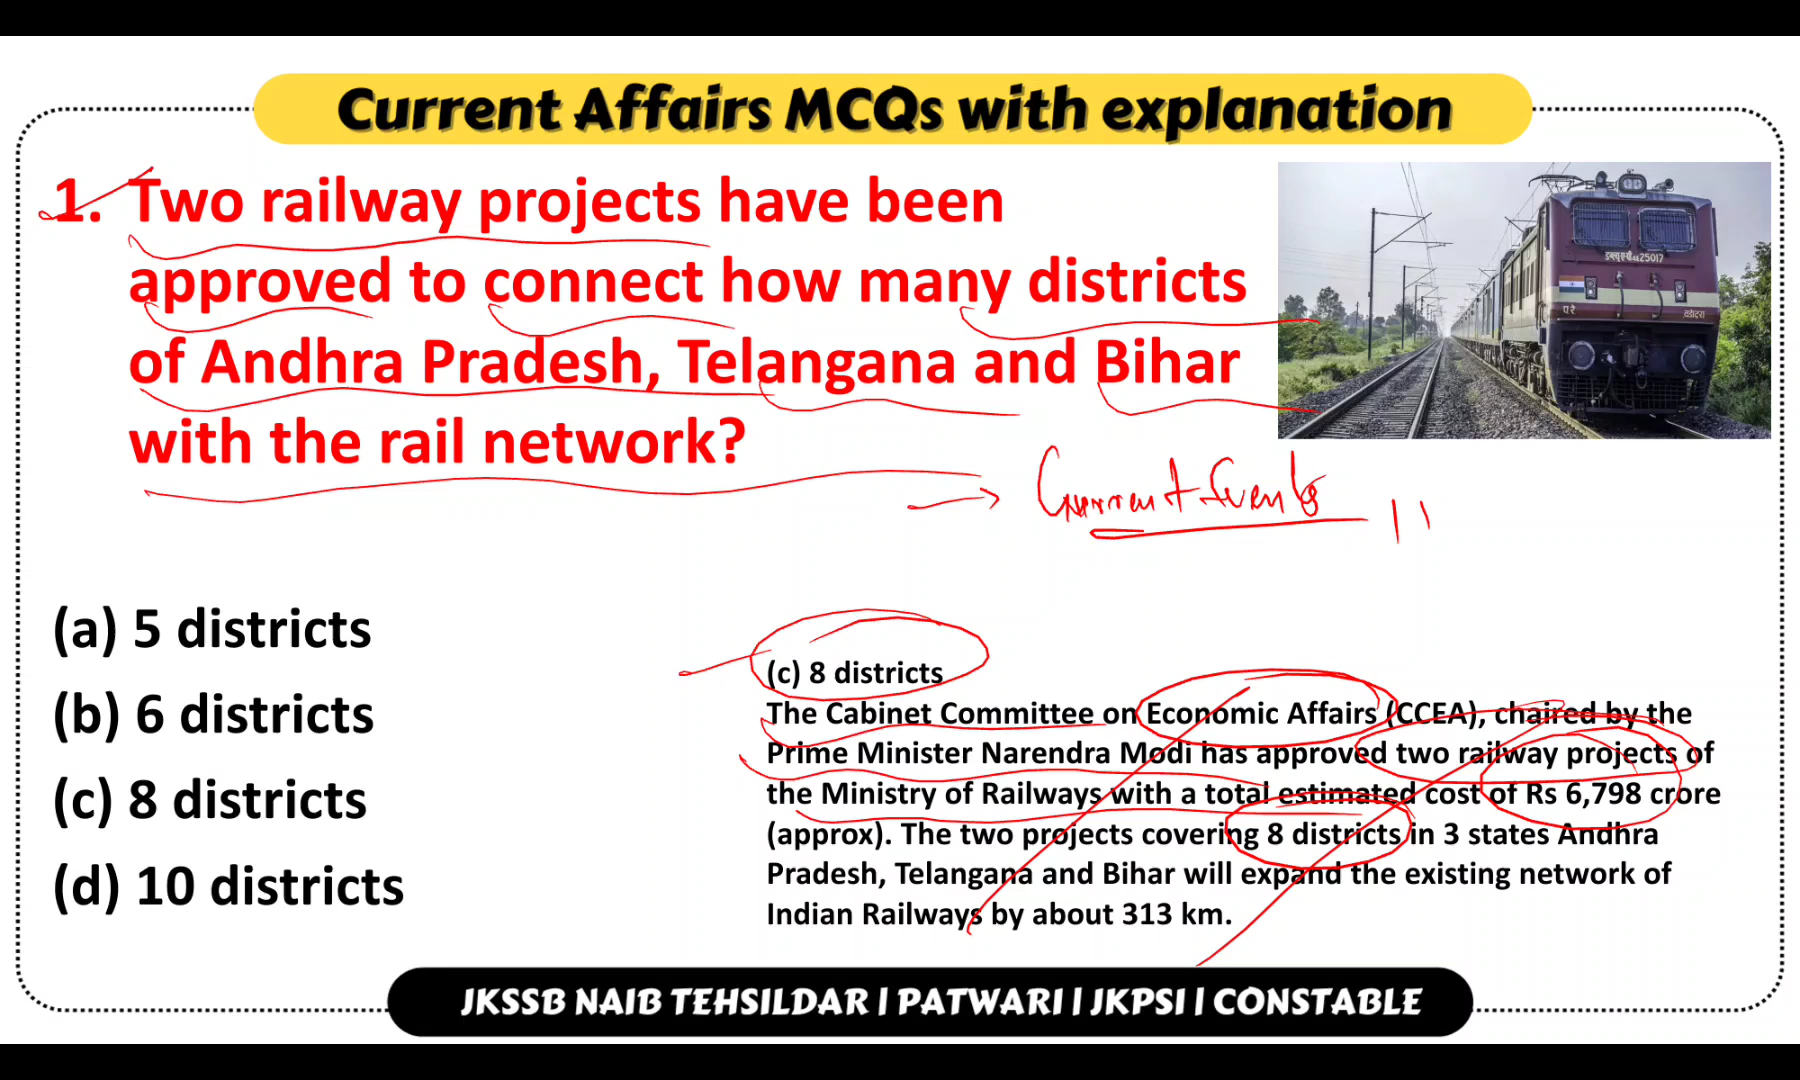 Current Affairs MCQs with explanation
1. Two railway projects have been
approved to connect how many districts
of Andhra Pradesh, Telangana and Bihar
with the rail network?
25017
Current Events
(a) 5 districts
(b) 6 districts
(c) 8 districts
(d) 10 districts
(c) 8 districts
The Cabinet Committee on Economic Affairs (CCEA), chaired by the
Prime Minister Narendra Modi has approved two railway projects of
the Ministry of Railways with a total estimated cost of Rs 6,798 crore
(approx). The two projects covering 8 districts in 3 states Andhra
Pradesh, Telangana and Bihar will expand the existing network of
Indian Railways by about 313 km.
JKSSB NAIB TEHSILDAR | PATWARI | JKPSI | CONSTABLE